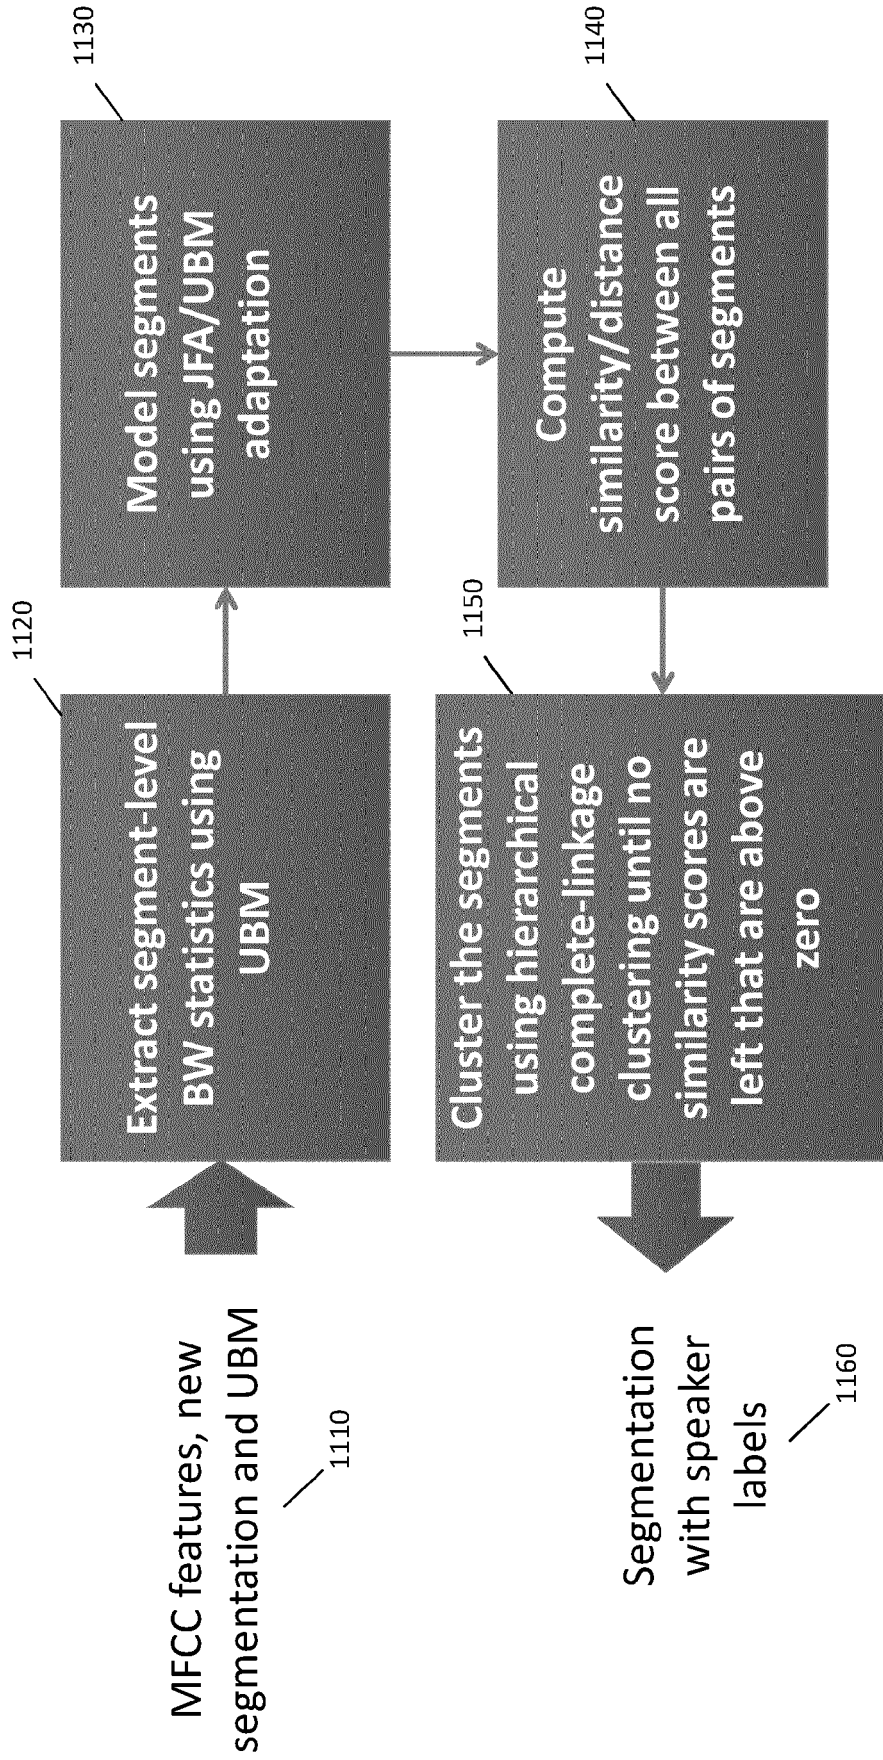 MFCC features, new
segmentation and UBM
1110
Extract segment-level
BW statistics using
UBM
1120
Model segments
using JFA/UBM
adaptation
1130
Compute
similarity/distance
score between all
pairs of segments
1140
Cluster the segments
using hierarchical
complete-linkage
clustering until no
similarity scores are
left that are above
zero
1150
Segmentation
with speaker
labels
1160